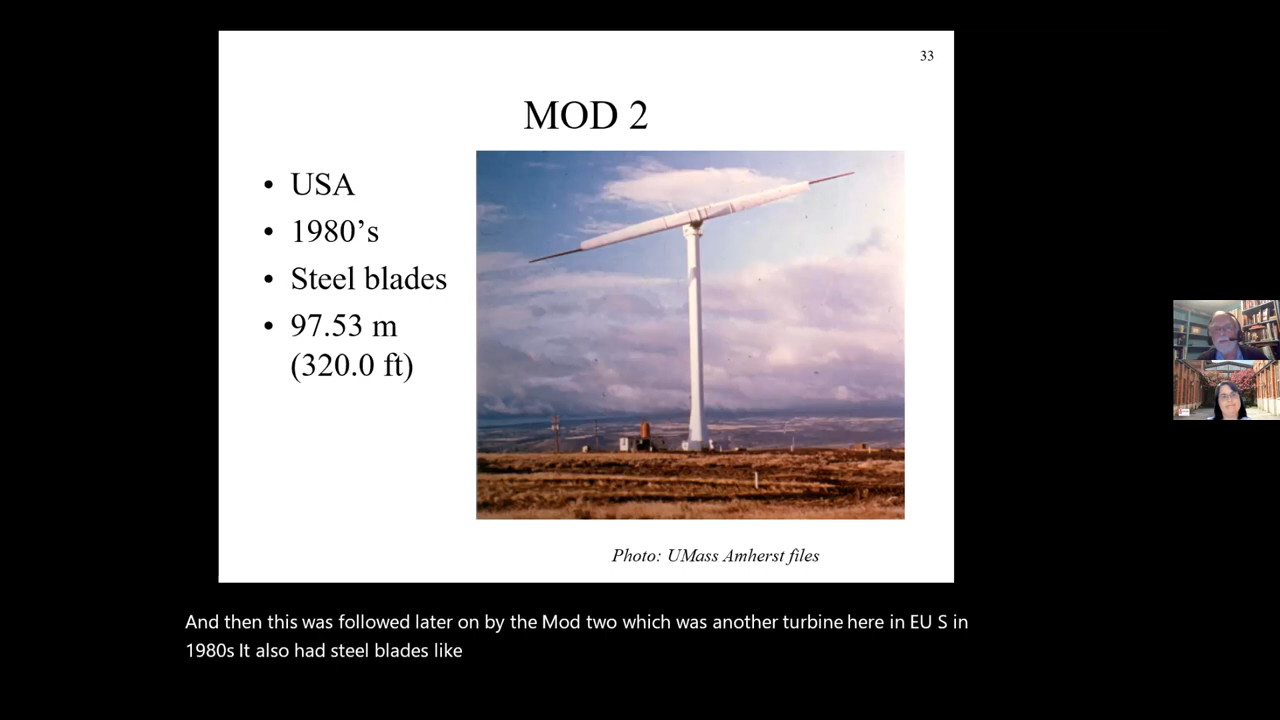 33
MOD 2
• USA
• 1980’s
• Steel blades
• 97.53 m
(320.0 ft)
Photo: UMass Amherst files
And then this was followed later on by the Mod two which was another turbine here in EU S in
1980s It also had steel blades like